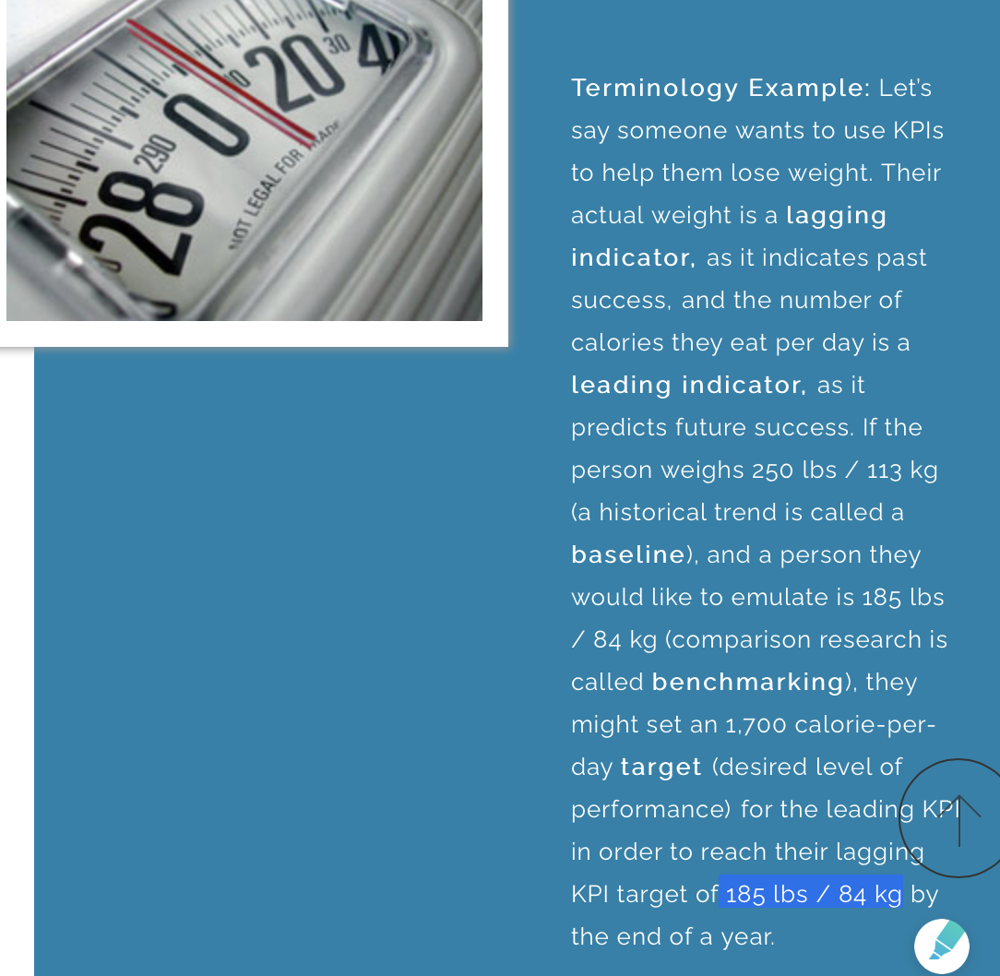 0
10
20
30
4
290
28
NOT LEGAL FOR TRADE
Terminology Example: Let's
say someone wants to use KPIs
to help them lose weight. Their
actual weight is a lagging
indicator, as it indicates past
success, and the number of
calories they eat per day is a
leading indicator, as it
predicts future success. If the
person weighs 250 lbs / 113 kg
(a historical trend is called a
baseline), and a person they
would like to emulate is 185 lbs
/ 84 kg (comparison research is
called benchmarking), they
might set an 1,700 calorie-per-
day target (desired level of
performance) for the leading KPI
in order to reach their lagging
KPI target of 185 lbs / 84 kg by
the end of a year.